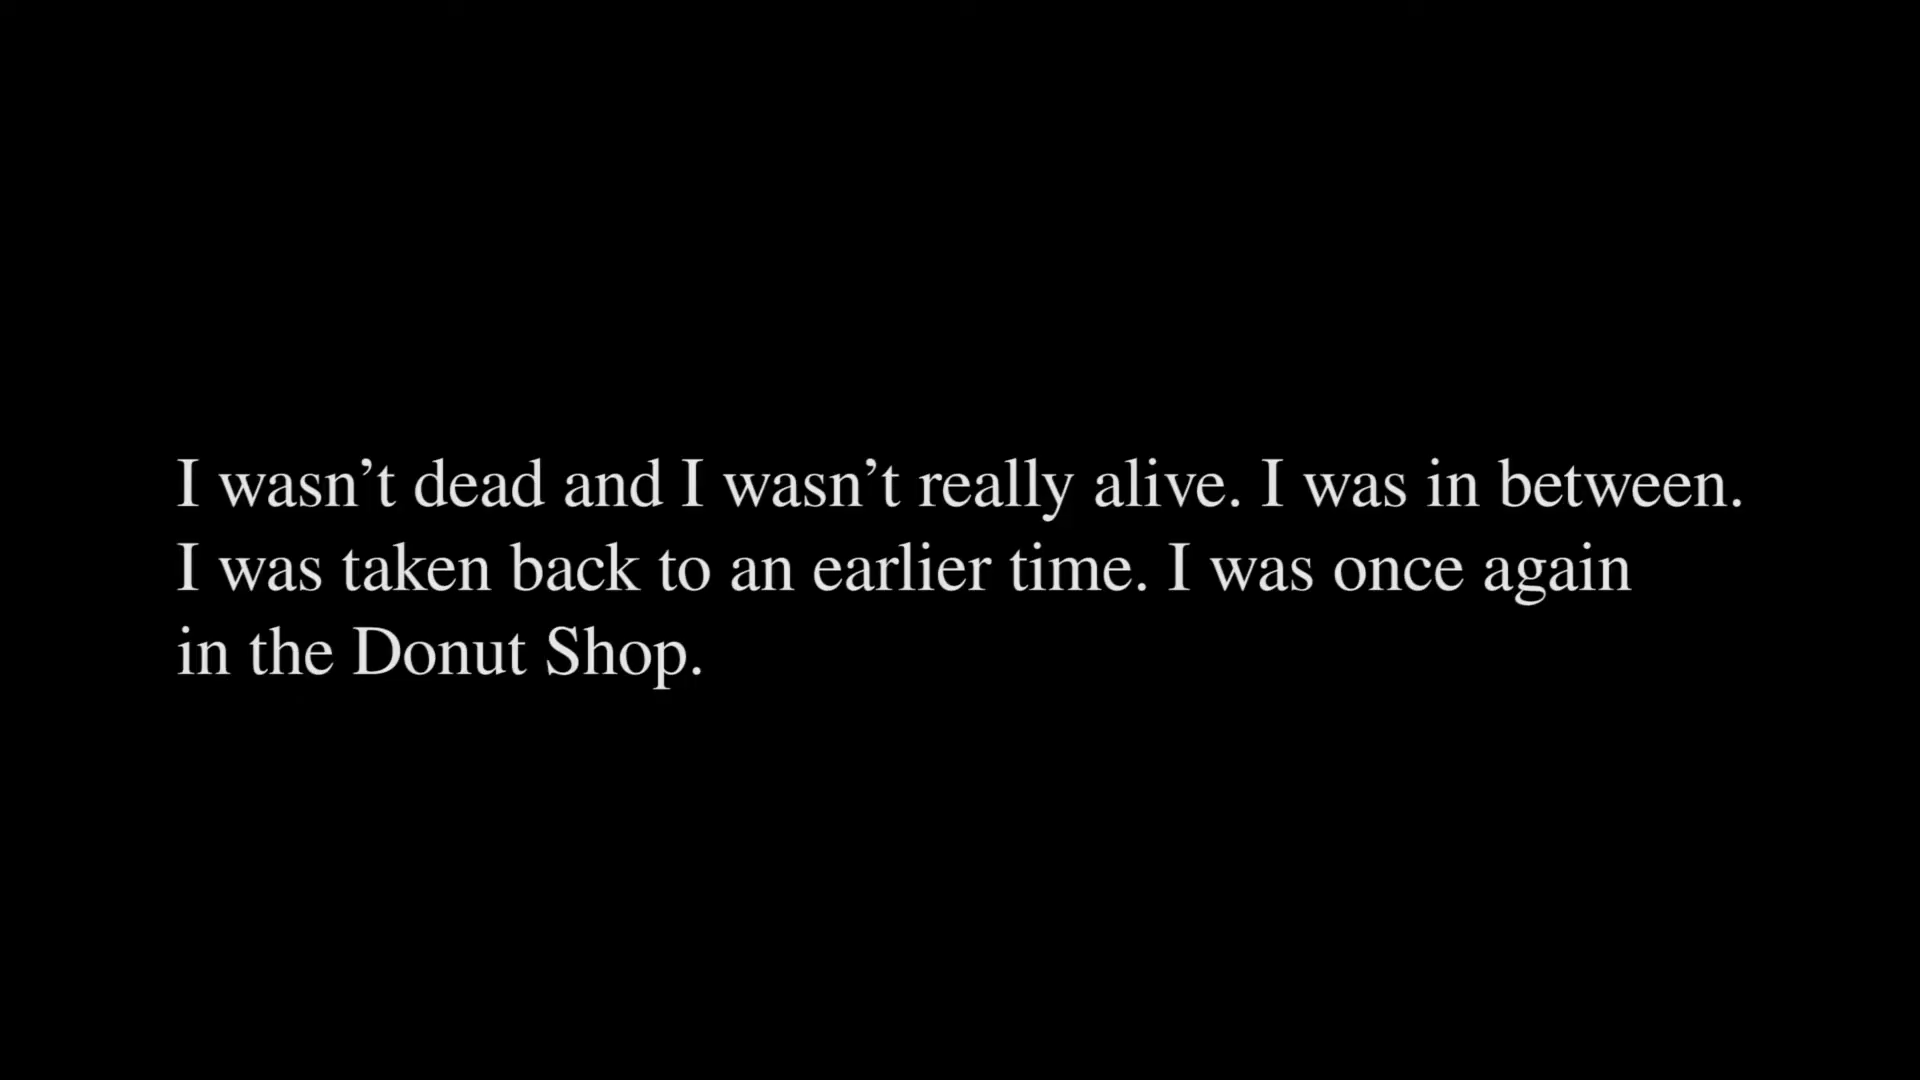 I wasn’t dead and I wasn’t really alive. I was in between.
I was taken back to an earlier time. I was once again
in the Donut Shop.